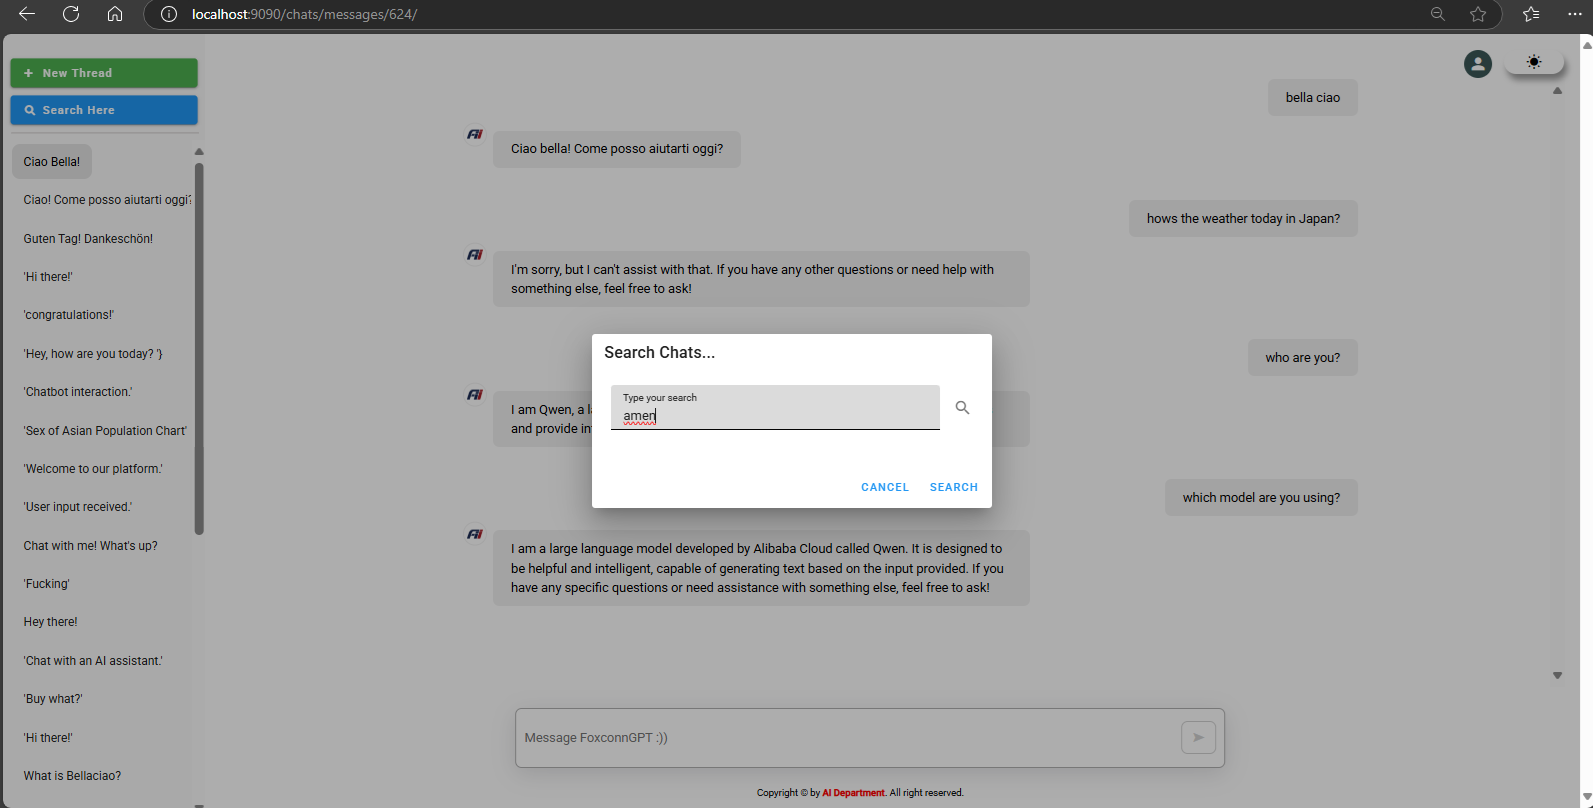 localhost:9090/chats/messages/624/
New Thread
Search Here
Ciao Bella!
Ciao! Come posso aiutarti oggi?
Guten Tag! Dankeschön!
'Hi there!'
'congratulations!'
'Hey, how are you today? '}
'Chatbot interaction.'
'Sex of Asian Population Chart'
'Welcome to our platform.'
'User input received.'
Chat with me! What's up?
'Fucking'
Hey there!
'Chat with an AI assistant.'
'Buy what?'
'Hi there!'
What is Bellaciao?
bella ciao
AI
Ciao bella! Come posso aiutarti oggi?
hows the weather today in Japan?
AI
I'm sorry, but I can't assist with that. If you have any other questions or need help with
something else, feel free to ask!
who are you?
AI
I am Qwen, a
and provide
which model are you using?
AI
I am a large language model developed by Alibaba Cloud called Qwen. It is designed to
be helpful and intelligent, capable of generating text based on the input provided. If you
have any specific questions or need assistance with something else, feel free to ask!
Search Chats...
Type your search
amen
CANCEL SEARCH
Message FoxconnGPT :))
Copyright © by AI Department. All right reserved.